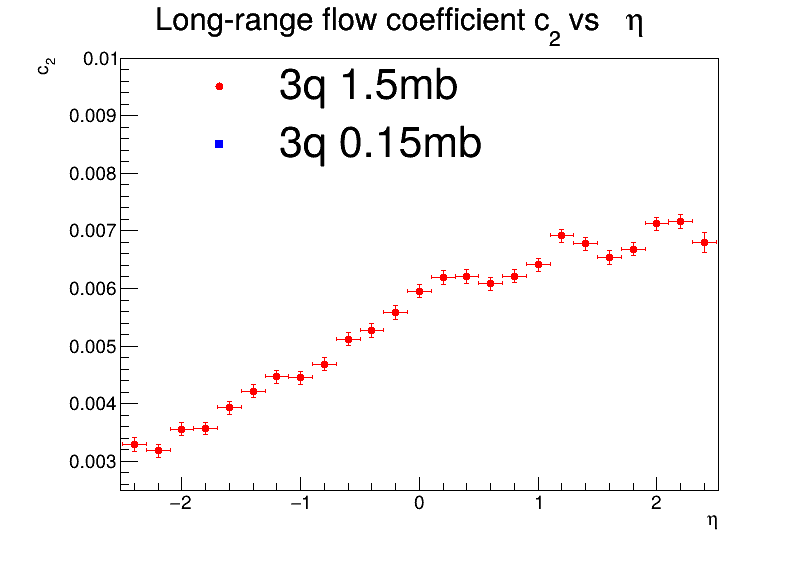 Long-range flow coefficient c₂ vs η
c₂
0.01
3q 1.5mb
0.009
3q 0.15mb
0.008
0.007
0.006
0.005
0.004
0.003
−2 −1 0 1 2
η